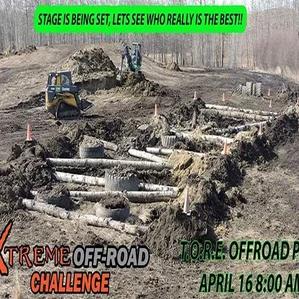 STAGE IS BEING SET, LETS SEE WHO REALLY IS THE BEST!!
XTREME OFF-ROAD
CHALLENGE
T.O.R.E. OFFROAD P
APRIL 16 8:00 AM